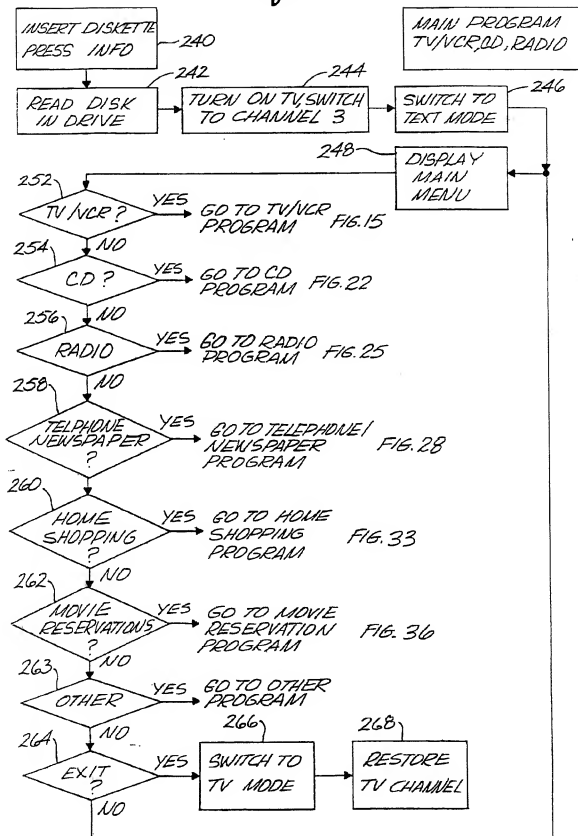 INSERT DISKETTE
PRESS INFO
240
MAIN PROGRAM
TV/VCR, CD, RADIO
242
READ DISK
IN DRIVE
244
TURN ON TV, SWITCH
TO CHANNEL 3
246
SWITCH TO
TEXT MODE
248
DISPLAY
MAIN
MENU
252
TV/VCR?
YES
GO TO TV/VCR
PROGRAM
FIG.15
NO
254
CD?
YES
GO TO CD
PROGRAM
FIG.22
NO
256
RADIO
YES
GO TO RADIO
PROGRAM
FIG.25
NO
258
TELPHONE
NEWSPAPER
?
YES
GO TO TELEPHONE/
NEWSPAPER
PROGRAM
FIG.28
260
HOME
SHOPPING
?
YES
GO TO HOME
SHOPPING
PROGRAM
FIG.33
NO
262
MOVIE
RESERVATIONS
?
YES
GO TO MOVIE
RESERVATION
PROGRAM
FIG. 36
NO
263
OTHER
YES
GO TO OTHER
PROGRAM
NO
264
EXIT
?
YES
266
SWITCH TO
TV MODE
268
RESTORE
TV CHANNEL
NO